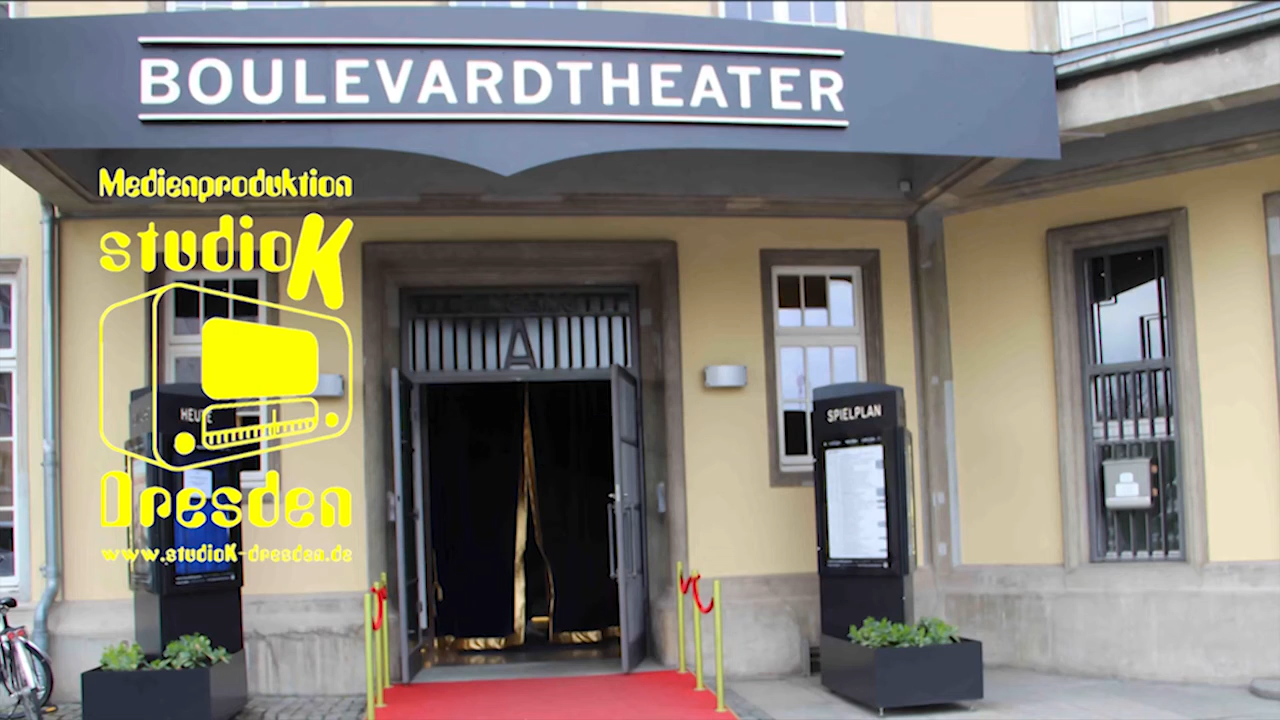 BOULEVARDTHEATER
Medienproduktion
studioK
A
HEUTE
SPIELPLAN
Dresden
www.studioK-dresden.de